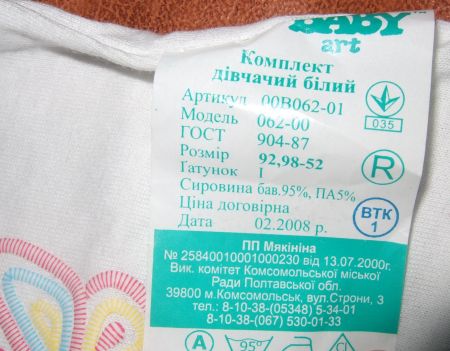 BABY
art
Комплект
дівчачий білий
Артикул 00В062-01
Модель 062-00
ГОСТ 904-87
Розмір 92,98-52
Ґатунок I
Сировина бав.95%, ПА5%
Ціна договірна
Дата 02.2008 р.
035
R
ВТК
1
ПП Мякініна
№ 25840010001000230 від 13.07.2000г.
Вик. комітет Комсомольської міської
Ради Полтавської обл.
39800 м.Комсомольськ, вул.Строни, 3
тел.: 8-10-38-(05348) 5-34-01
8-10-38-(067) 530-01-33
А
95°